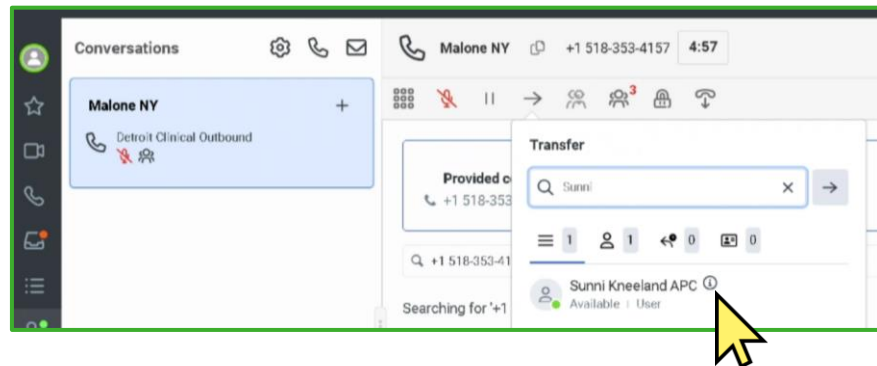 Conversations
Malone NY +1 518-353-4157 4:57
Malone NY
Detroit Clinical Outbound
3
Transfer
Provided c
+1 518-353
Sunni
1 1 0 0
+1 518-353-41
Sunni Kneeland APC
Available | User
Searching for '+1